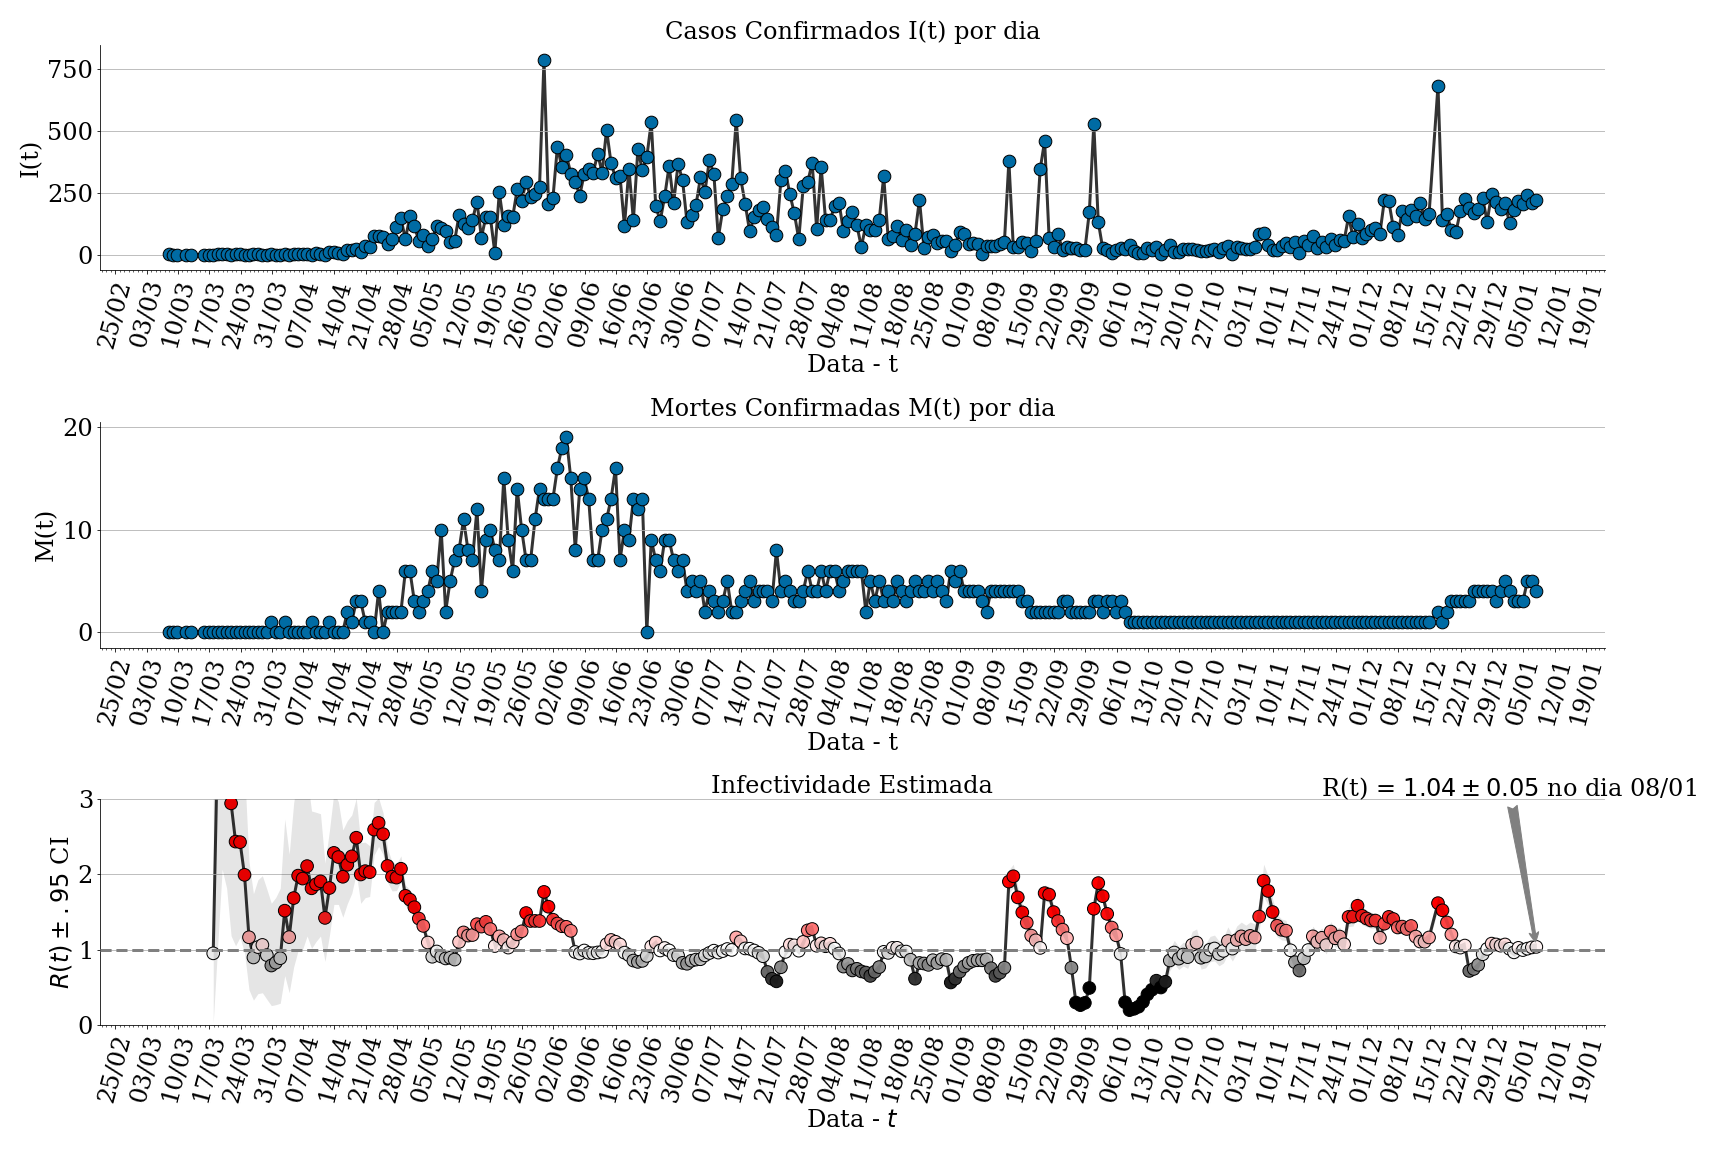 Casos Confirmados I(t) por dia
I(t)
750
500
250
0
25/02 03/03 10/03 17/03 24/03 31/03 07/04 14/04 21/04 28/04 05/05 12/05 19/05 26/05 02/06 09/06 16/06 23/06 30/06 07/07 14/07 21/07 28/07 04/08 11/08 18/08 25/08 01/09 08/09 15/09 22/09 29/09 06/10 13/10 20/10 27/10 03/11 10/11 17/11 24/11 01/12 08/12 15/12 22/12 29/12 05/01 12/01 19/01
Data - t
Mortes Confirmadas M(t) por dia
M(t)
20
10
0
25/02 03/03 10/03 17/03 24/03 31/03 07/04 14/04 21/04 28/04 05/05 12/05 19/05 26/05 02/06 09/06 16/06 23/06 30/06 07/07 14/07 21/07 28/07 04/08 11/08 18/08 25/08 01/09 08/09 15/09 22/09 29/09 06/10 13/10 20/10 27/10 03/11 10/11 17/11 24/11 01/12 08/12 15/12 22/12 29/12 05/01 12/01 19/01
Data - t
Infectividade Estimada
R(t) = 1.04 ± 0.05 no dia 08/01
R(t) ± .95 CI
3
2
1
0
25/02 03/03 10/03 17/03 24/03 31/03 07/04 14/04 21/04 28/04 05/05 12/05 19/05 26/05 02/06 09/06 16/06 23/06 30/06 07/07 14/07 21/07 28/07 04/08 11/08 18/08 25/08 01/09 08/09 15/09 22/09 29/09 06/10 13/10 20/10 27/10 03/11 10/11 17/11 24/11 01/12 08/12 15/12 22/12 29/12 05/01 12/01 19/01
Data - t